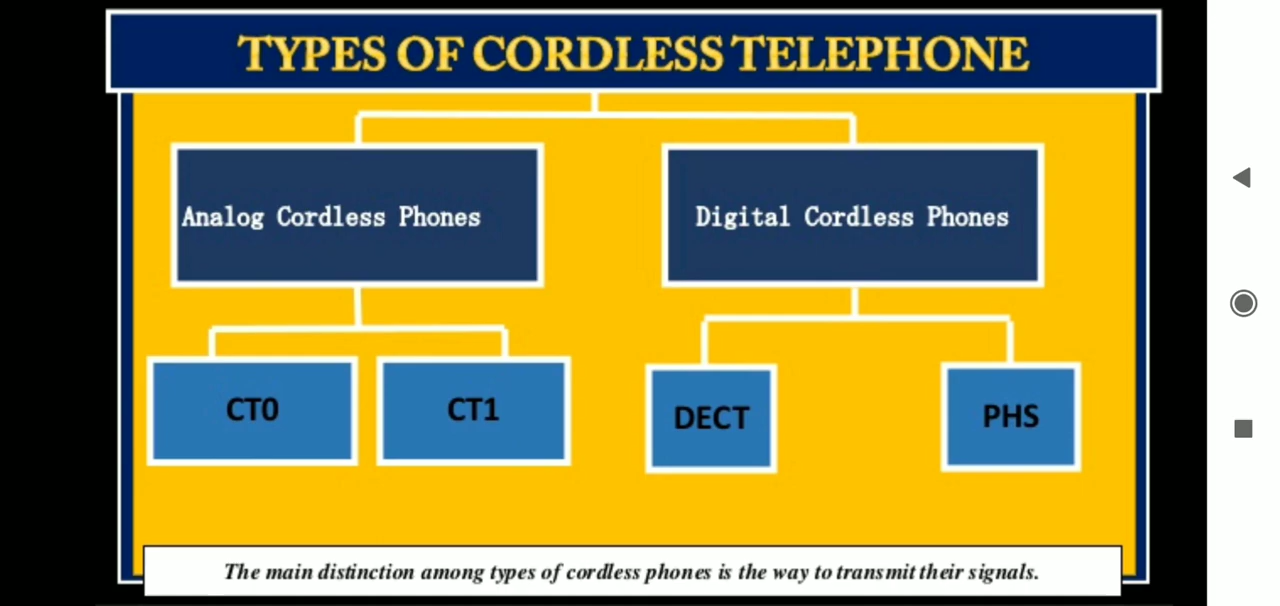 TYPES OF CORDLESS TELEPHONE
Analog Cordless Phones
Digital Cordless Phones
CT0
CT1
DECT
PHS
The main distinction among types of cordless phones is the way to transmit their signals.